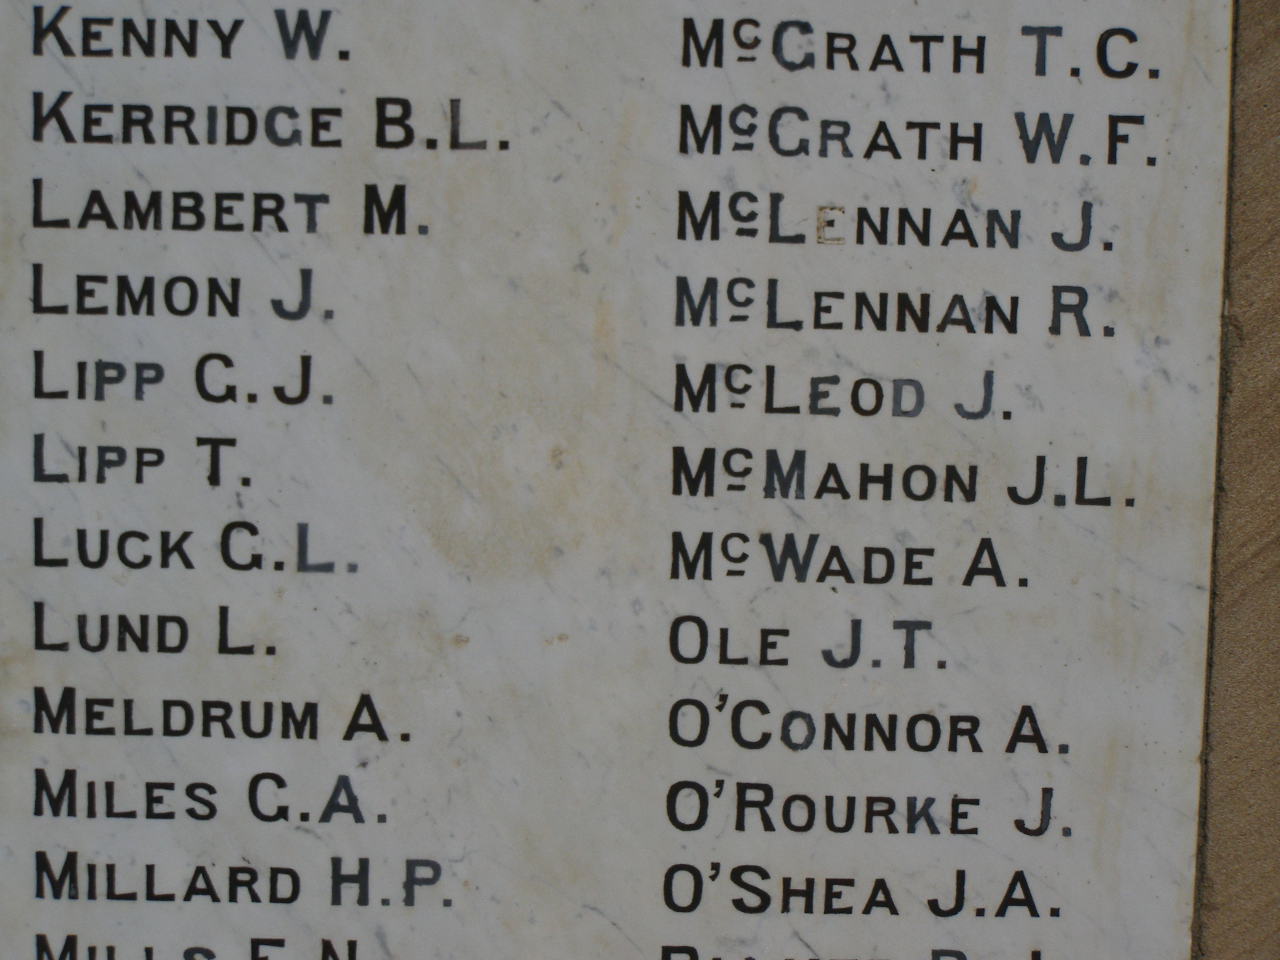 KENNY W.
KERRIDGE B.L.
LAMBERT M.
LEMON J.
LIPP G.J.
LIPP T.
LUCK G.L.
LUND L.
MELDRUM A.
MILES G.A.
MILLARD H.P.
MILLS
McGRATH T.C.
McGRATH W.F.
McLENNAN J.
McLENNAN R.
McLEOD J.
McMAHON J.L.
McWADE A.
OLE J.T.
O'CONNOR A.
O'ROURKE J.
O'SHEA J.A.